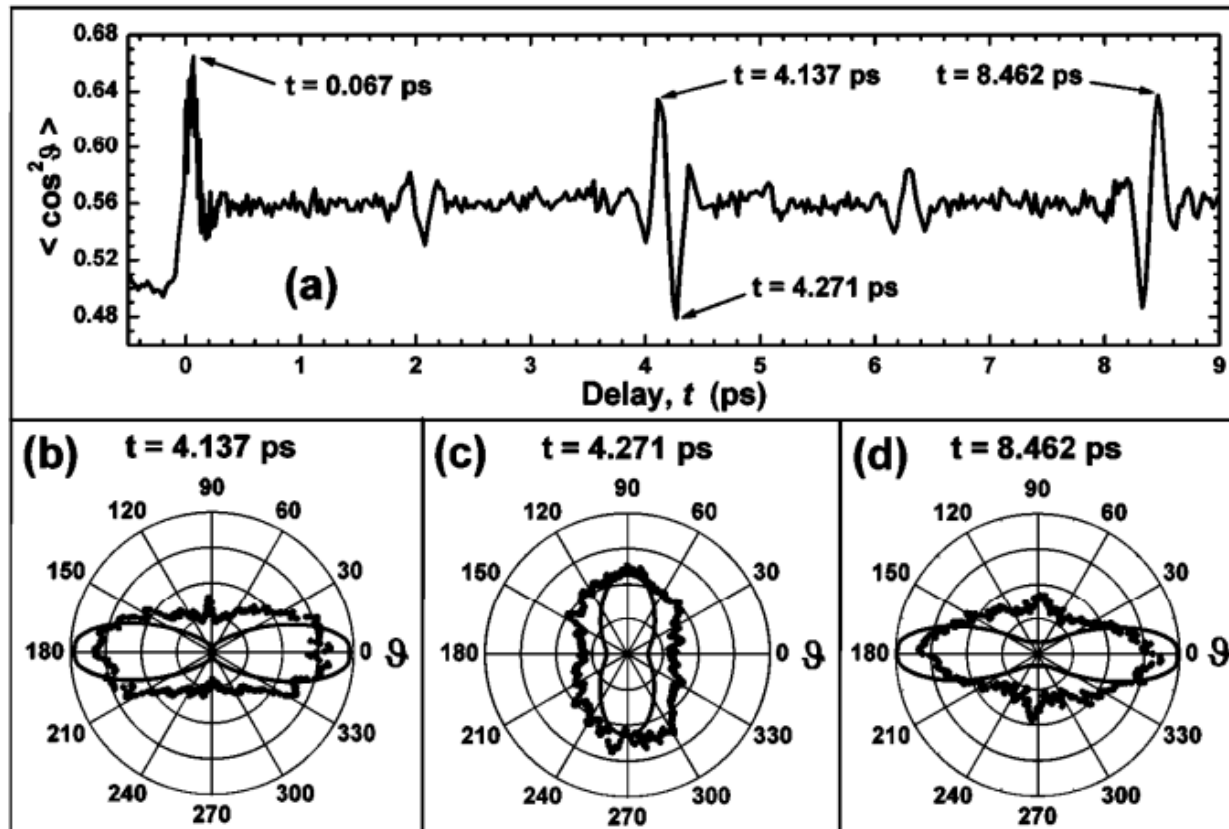 (a)
< cos²ϑ >
0.68
0.64
0.60
0.56
0.52
0.48
t = 0.067 ps
t = 4.137 ps
t = 8.462 ps
t = 4.271 ps
0 1 2 3 4 5 6 7 8 9
Delay, t (ps)
(b) t = 4.137 ps
90
120 60
150 30
180 0 ϑ
210 330
240 300
270
(c) t = 4.271 ps
90
120 60
150 30
180 0 ϑ
210 330
240 300
270
(d) t = 8.462 ps
90
120 60
150 30
180 0 ϑ
210 330
240 300
270